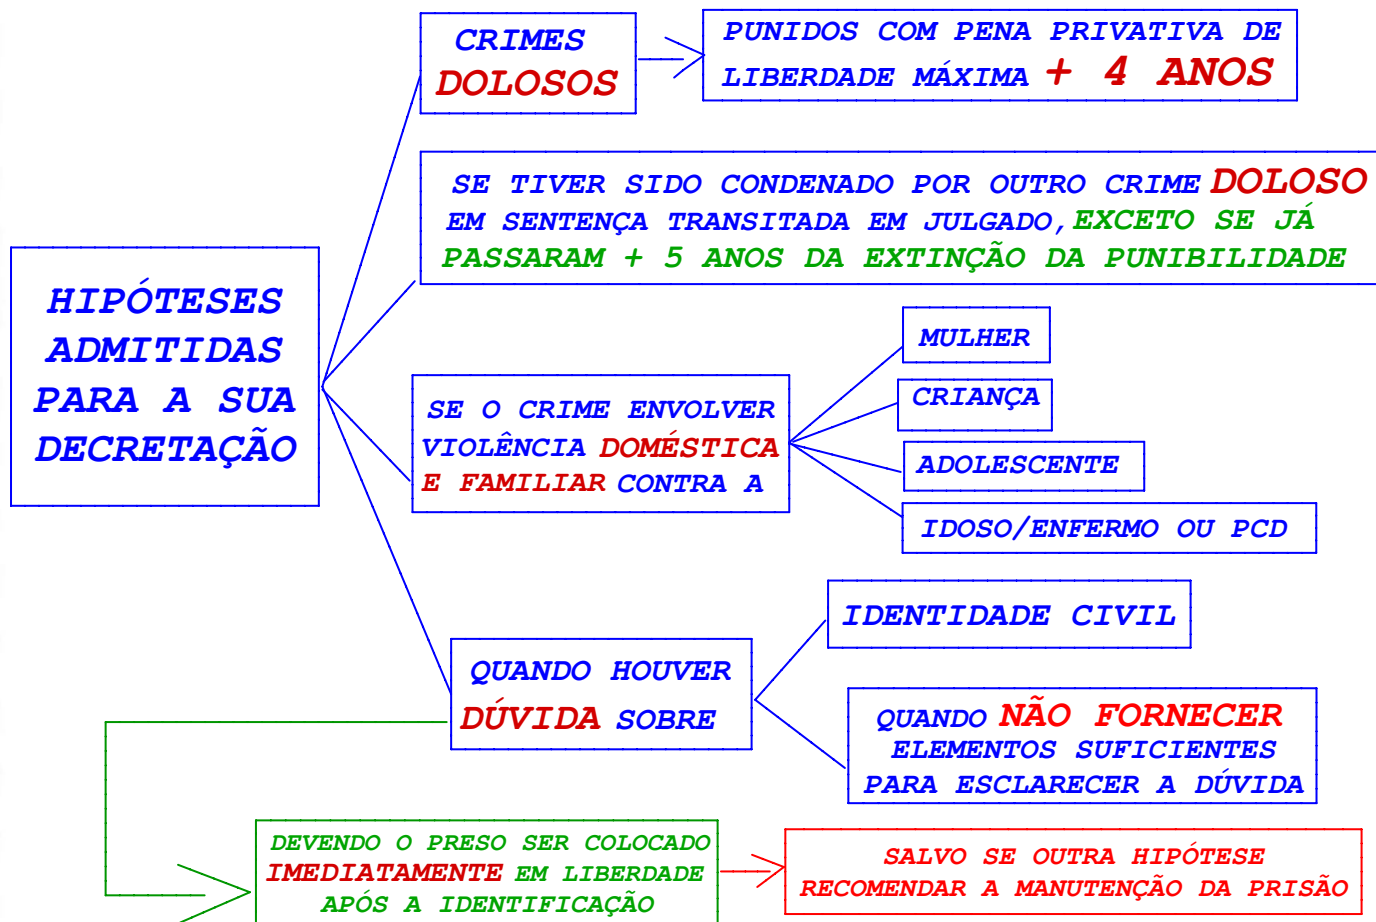 HIPÓTESES
ADMITIDAS
PARA A SUA
DECRETAÇÃO
CRIMES
DOLOSOS
PUNIDOS COM PENA PRIVATIVA DE
LIBERDADE MÁXIMA + 4 ANOS
SE TIVER SIDO CONDENADO POR OUTRO CRIME DOLOSO
EM SENTENÇA TRANSITADA EM JULGADO, EXCETO SE JÁ
PASSARAM + 5 ANOS DA EXTINÇÃO DA PUNIBILIDADE
SE O CRIME ENVOLVER
VIOLÊNCIA DOMÉSTICA
E FAMILIAR CONTRA A
MULHER
CRIANÇA
ADOLESCENTE
IDOSO/ENFERMO OU PCD
QUANDO HOUVER
DÚVIDA SOBRE
IDENTIDADE CIVIL
QUANDO NÃO FORNECER
ELEMENTOS SUFICIENTES
PARA ESCLARECER A DÚVIDA
DEVENDO O PRESO SER COLOCADO
IMEDIATAMENTE EM LIBERDADE
APÓS A IDENTIFICAÇÃO
SALVO SE OUTRA HIPÓTESE
RECOMENDAR A MANUTENÇÃO DA PRISÃO